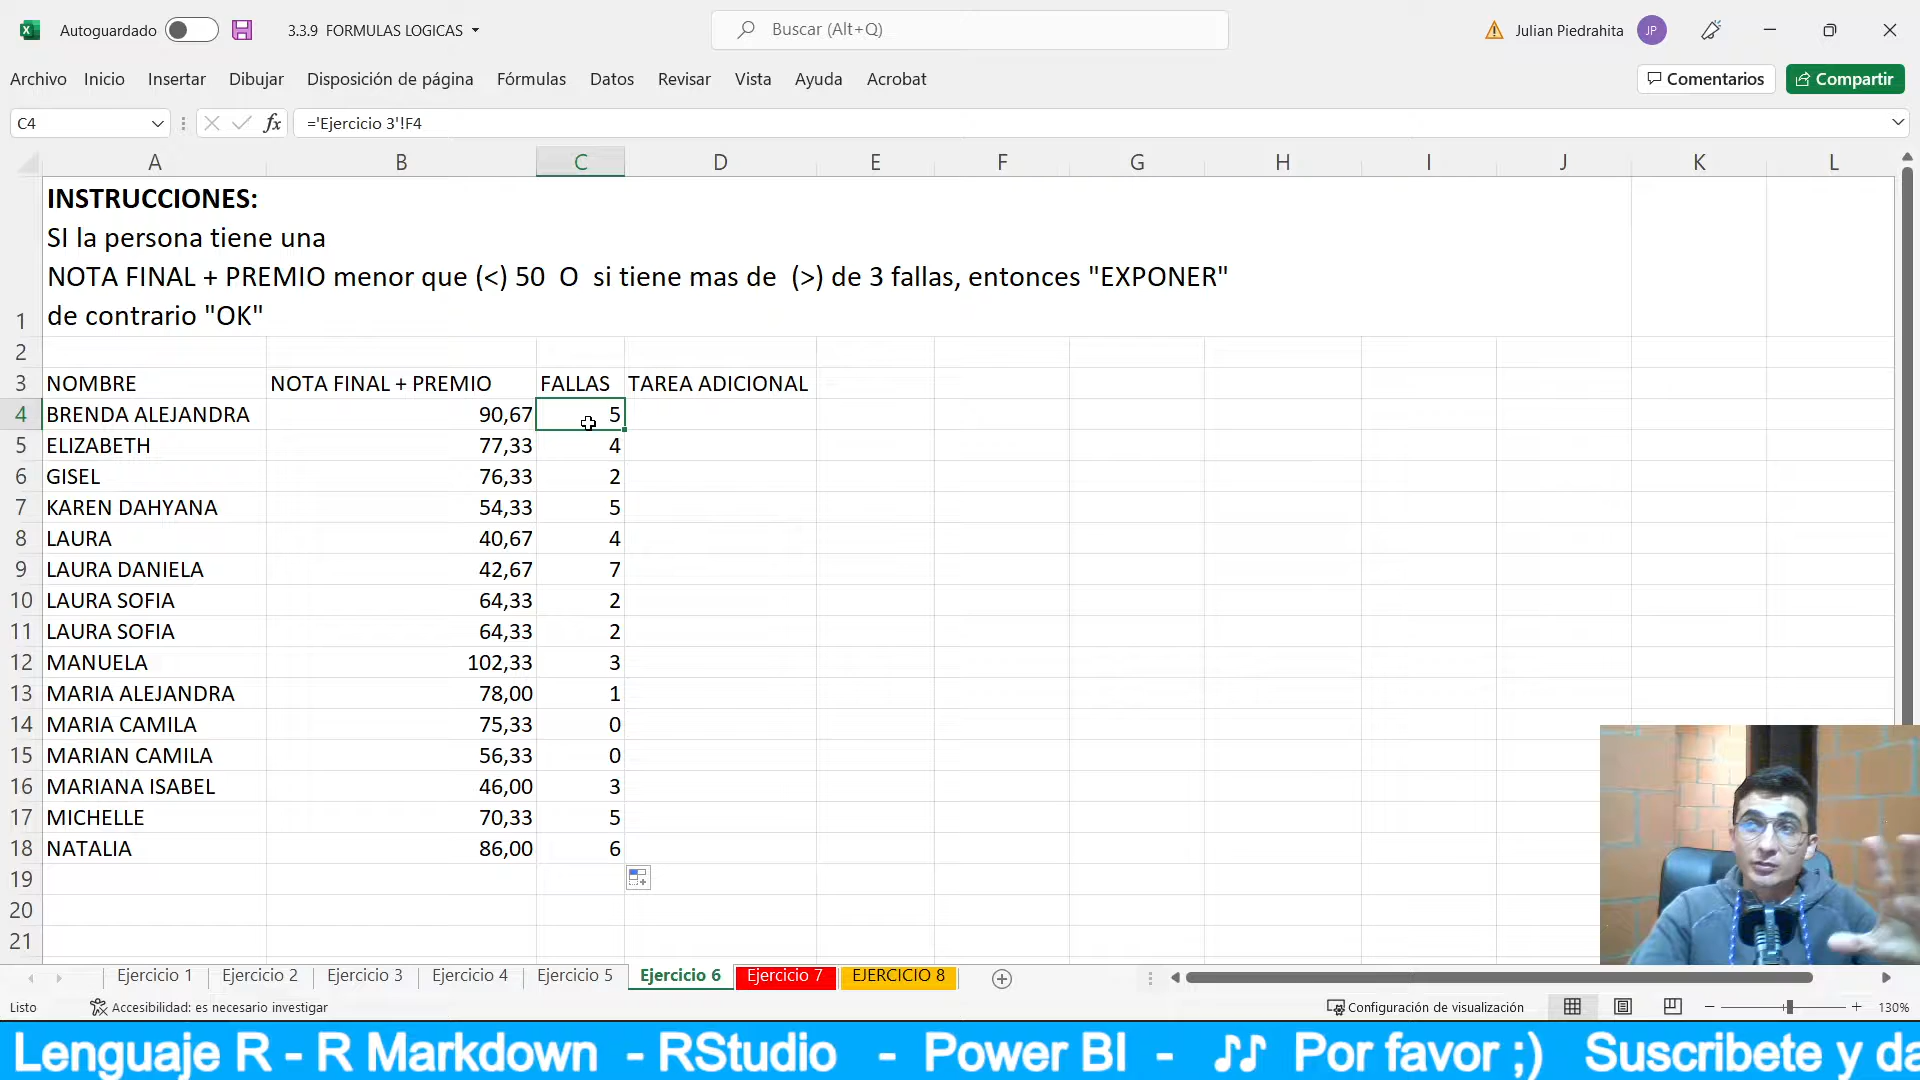 Autoguardado
3.3.9 FORMULAS LOGICAS
Buscar (Alt+Q)
Julian Piedrahita
JP
Archivo Inicio Insertar Dibujar Disposición de página Fórmulas Datos Revisar Vista Ayuda Acrobat
Comentarios Compartir
C4 fx ='Ejercicio 3'!F4
A B C D E F G H I J K L
INSTRUCCIONES:
SI la persona tiene una
NOTA FINAL + PREMIO menor que (<) 50 O si tiene mas de (>) de 3 fallas, entonces "EXPONER"
1 de contrario "OK"
2
3 NOMBRE NOTA FINAL + PREMIO FALLAS TAREA ADICIONAL
4 BRENDA ALEJANDRA 90,67 5
5 ELIZABETH 77,33 4
6 GISEL 76,33 2
7 KAREN DAHYANA 54,33 5
8 LAURA 40,67 4
9 LAURA DANIELA 42,67 7
10 LAURA SOFIA 64,33 2
11 LAURA SOFIA 64,33 2
12 MANUELA 102,33 3
13 MARIA ALEJANDRA 78,00 1
14 MARIA CAMILA 75,33 0
15 MARIAN CAMILA 56,33 0
16 MARIANA ISABEL 46,00 3
17 MICHELLE 70,33 5
18 NATALIA 86,00 6
19
20
21
Ejercicio 1 Ejercicio 2 Ejercicio 3 Ejercicio 4 Ejercicio 5 Ejercicio 6 Ejercicio 7 EJERCICIO 8
Listo Accesibilidad: es necesario investigar Configuración de visualización 130%
Lenguaje R - R Markdown - RStudio - Power BI - ♪♪ Por favor ;) Suscribete y da